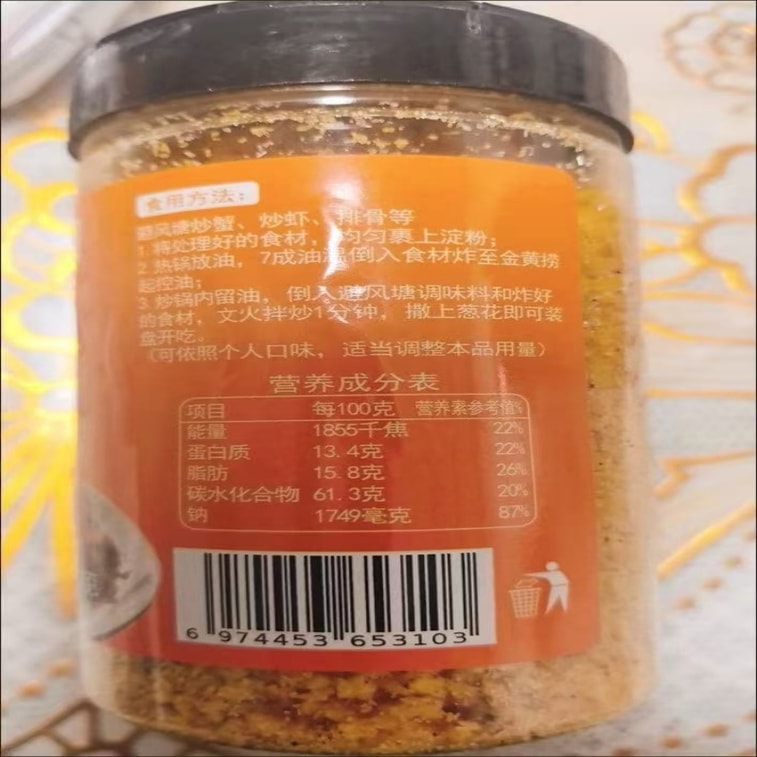 食用方法:
避风塘炒蟹、炒虾、排骨等
1.将处理好的食材,均匀裹上淀粉;
2.热锅放油,7成油温倒入食材炸至金黄捞
起控油;
3.炒锅内留油,倒入避风塘调味料和炸好
的食材,文火拌炒1分钟,撒上葱花即可装
盘开吃。
(可依照个人口味,适当调整本品用量)
营养成分表
项目 每100克 营养素参考值%
能量 1855千焦 22%
蛋白质 13.4克 22%
脂肪 15.8克 26%
碳水化合物 61.3克 20%
钠 1749毫克 87%
6 974453 653103